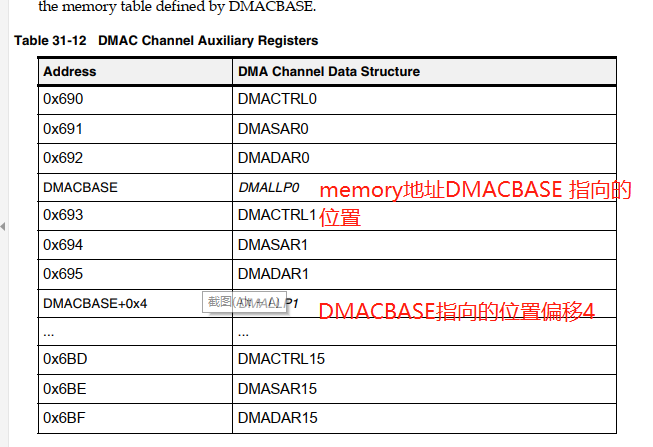 the memory table defined by DMACBASE.
Table 31-12 DMAC Channel Auxiliary Registers
Address DMA Channel Data Structure
0x690 DMACTRL0
0x691 DMASAR0
0x692 DMADAR0
DMACBASE DMALLP0 memory地址DMACBASE 指向的
0x693 DMACTRL1 位置
0x694 DMASAR1
0x695 DMADAR1
DMACBASE+0x4 截图(Alt + A) P1 DMACBASE指向的位置偏移4
... ...
0x6BD DMACTRL15
0x6BE DMASAR15
0x6BF DMADAR15